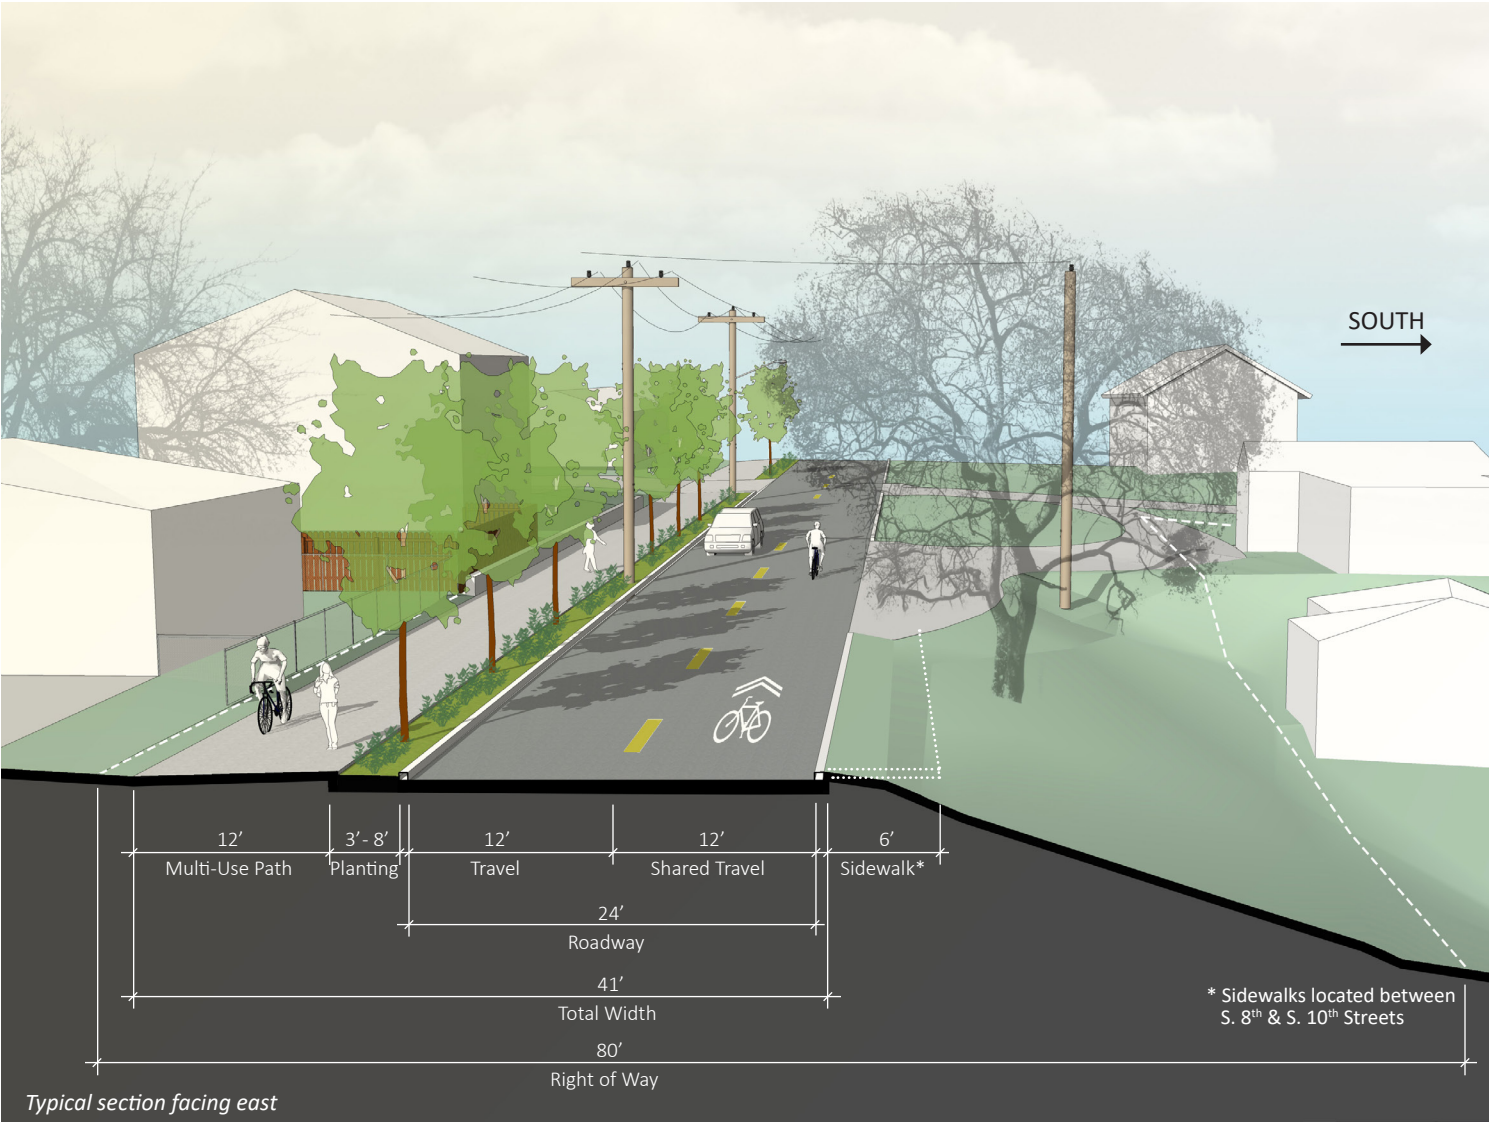 SOUTH
12’
3’ - 8’
12’
12’
6’
Multi-Use Path
Planting
Travel
Shared Travel
Sidewalk*
24’
Roadway
41’
Total Width
* Sidewalks located between
S. 8th & S. 10th Streets
80’
Right of Way
Typical section facing east